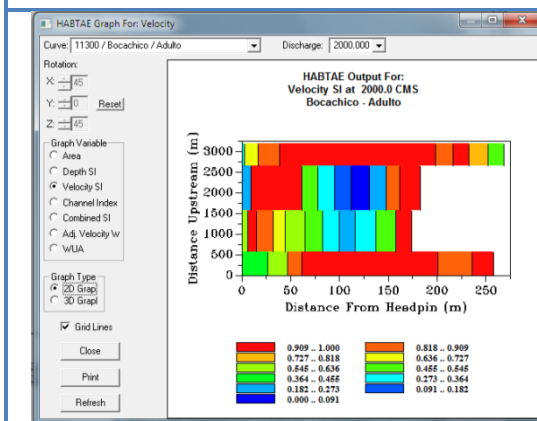 HABTAE Graph For: Velocity
Curve: 11300 / Bocachico / Adulto Discharge: 2000.000
Rotation:
X: 45
Y: 0 Reset
Z: 45
Graph Variable
Area
Depth SI
Velocity SI
Channel Index
Combined SI
Adj. Velocity W
WUA
Graph Type
2D Grap
3D Grapl
Grid Lines
Close
Print
Refresh
HABTAE Output For:
Velocity SI at 2000.0 CMS
Bocachico - Adulto
Distance Upstream (m)
3000
2500
2000
1500
1000
500
0
0 50 100 150 200 250
Distance From Headpin (m)
0.909 .. 1.000 0.818 .. 0.909
0.727 .. 0.818 0.636 .. 0.727
0.545 .. 0.636 0.455 .. 0.545
0.364 .. 0.455 0.273 .. 0.364
0.182 .. 0.273 0.091 .. 0.182
0.000 .. 0.091